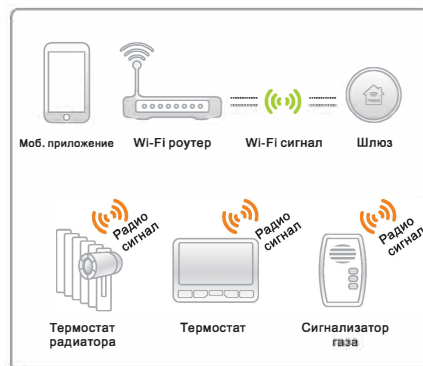 Моб. приложение
Wi-Fi роутер
Wi-Fi сигнал
Шлюз
Радио
сигнал
Радио
сигнал
Радио
сигнал
Термостат
радиатора
Термостат
Сигнализатор
газа